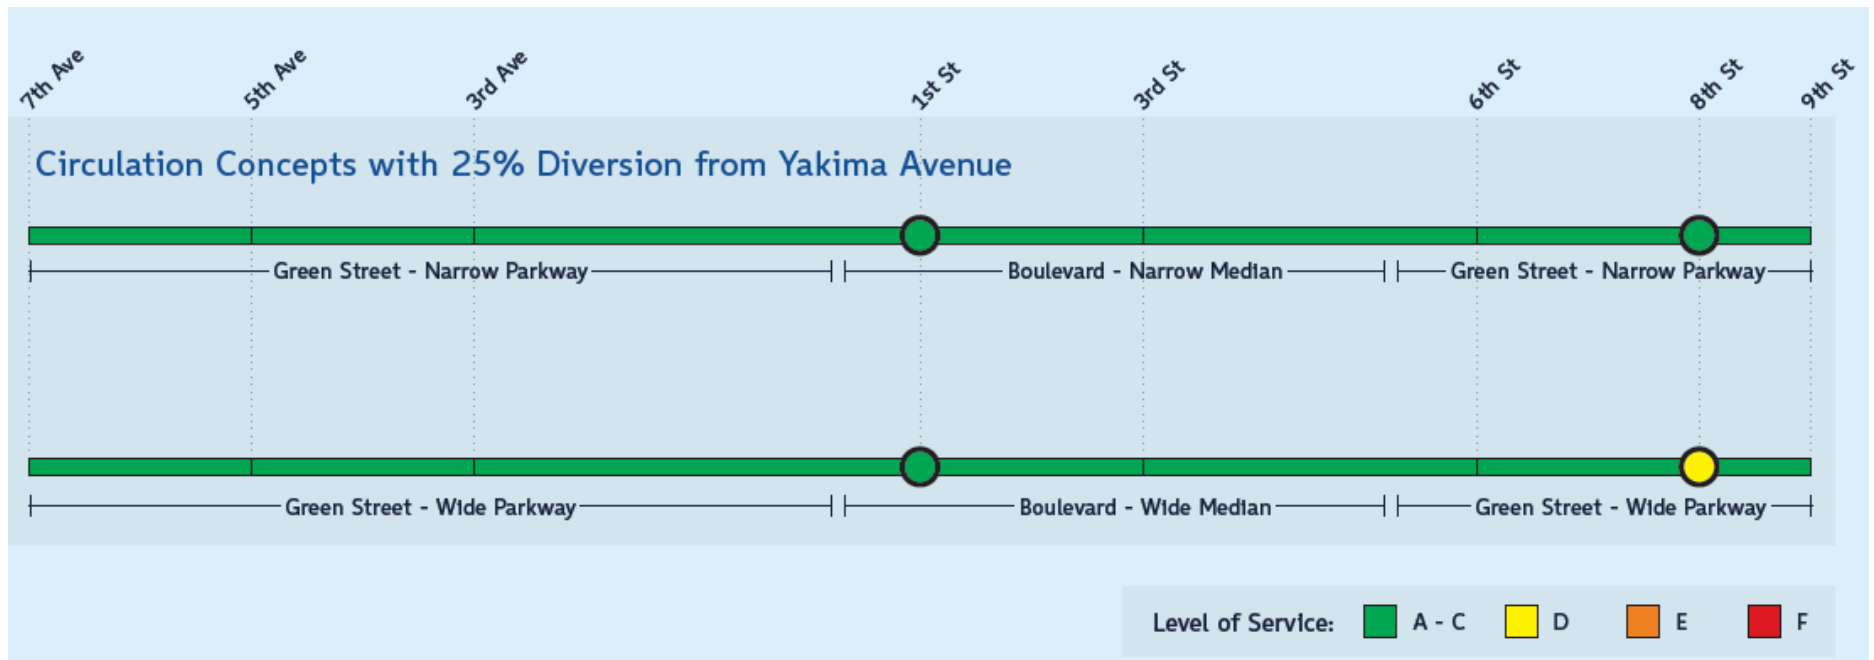 7th Ave
5th Ave
3rd Ave
1st St
3rd St
6th St
8th St
9th St
Circulation Concepts with 25% Diversion from Yakima Avenue
Green Street - Narrow Parkway
Boulevard - Narrow Median
Green Street - Narrow Parkway
Green Street - Wide Parkway
Boulevard - Wide Median
Green Street - Wide Parkway
Level of Service: A - C D E F